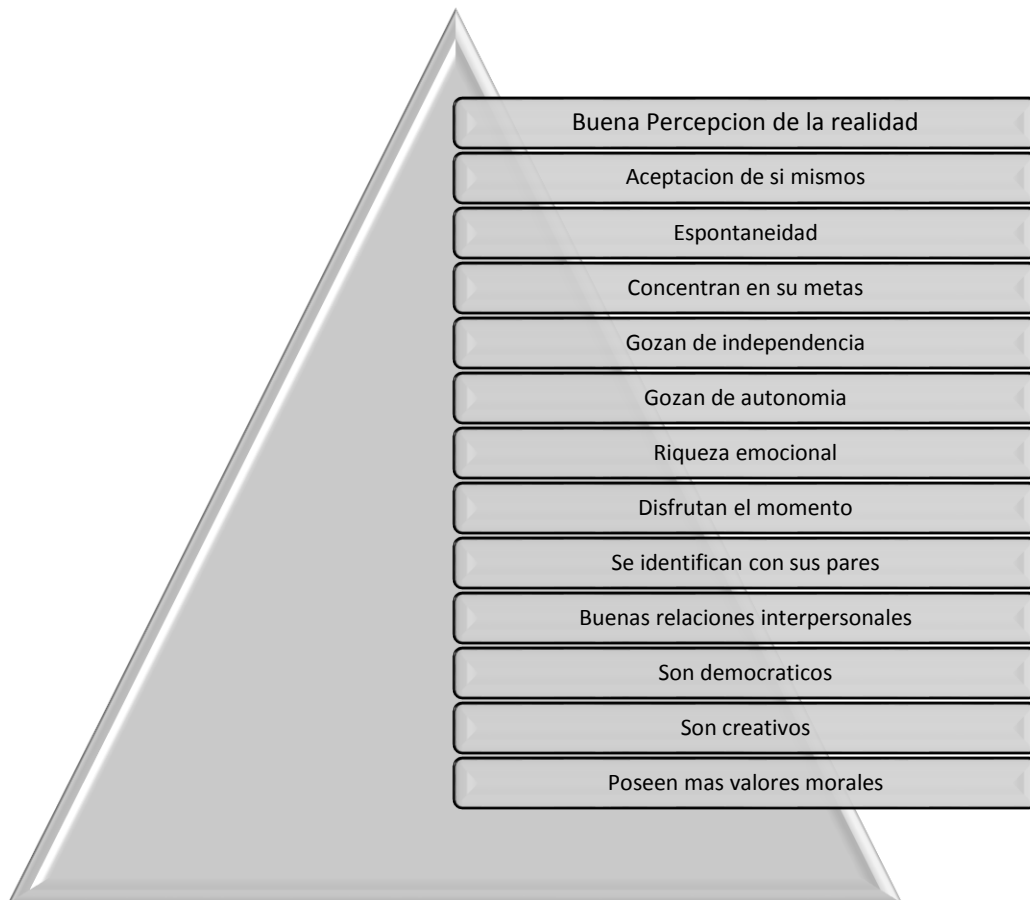 Buena Percepcion de la realidad
Aceptacion de si mismos
Espontaneidad
Concentran en su metas
Gozan de independencia
Gozan de autonomia
Riqueza emocional
Disfrutan el momento
Se identifican con sus pares
Buenas relaciones interpersonales
Son democraticos
Son creativos
Poseen mas valores morales